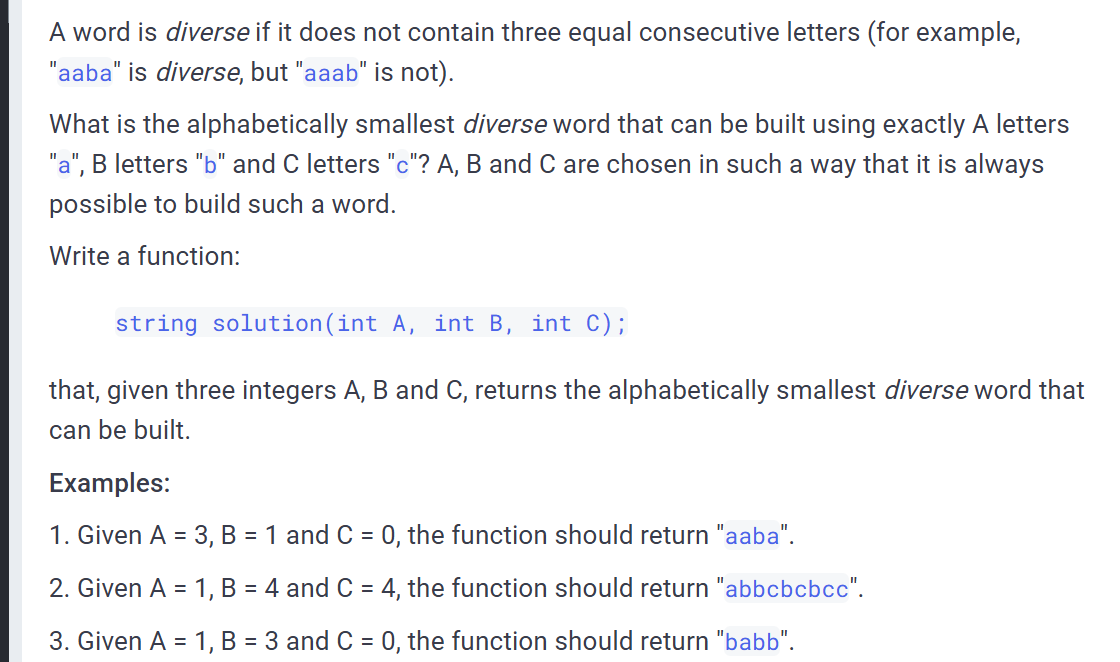 A word is diverse if it does not contain three equal consecutive letters (for example,
"aaba" is diverse, but "aaab" is not).
What is the alphabetically smallest diverse word that can be built using exactly A letters
"a", B letters "b" and C letters "c"? A, B and C are chosen in such a way that it is always
possible to build such a word.
Write a function:
string solution(int A, int B, int C);
that, given three integers A, B and C, returns the alphabetically smallest diverse word that
can be built.
Examples:
1. Given A = 3, B = 1 and C = 0, the function should return "aaba".
2. Given A = 1, B = 4 and C = 4, the function should return "abbcbcbcc".
3. Given A = 1, B = 3 and C = 0, the function should return "babb".